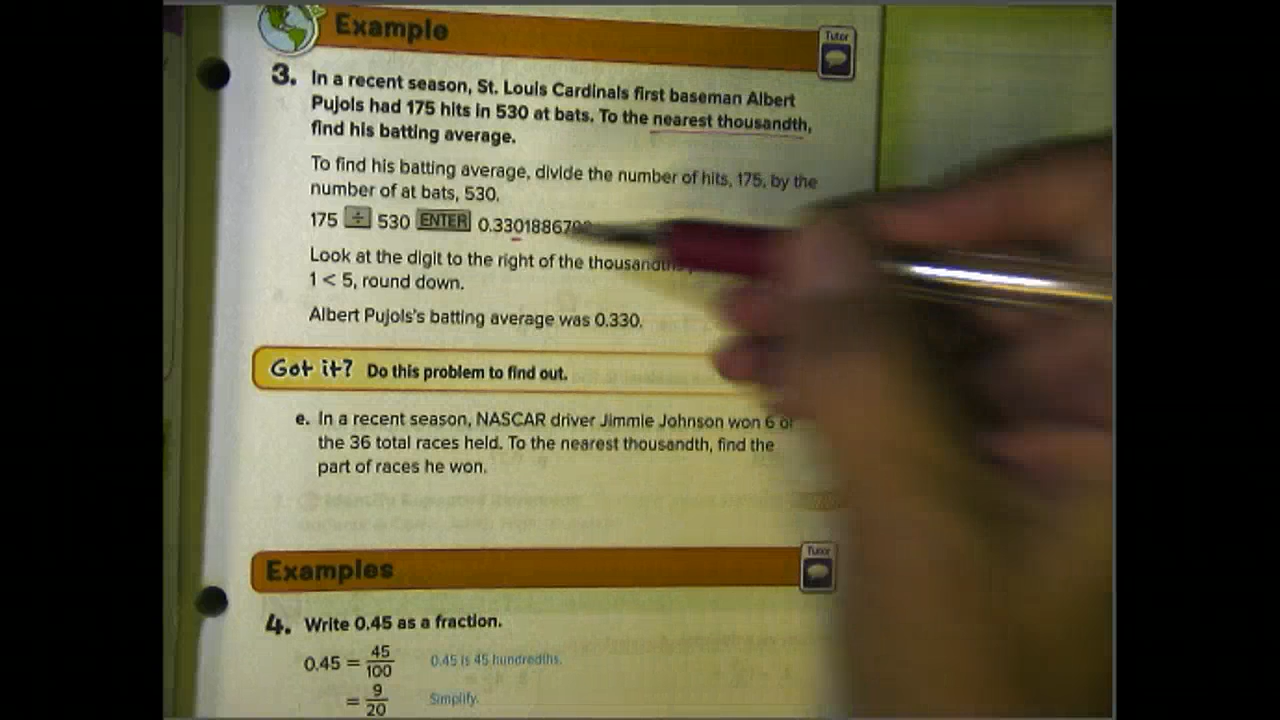 Example
Tutor
3. In a recent season, St. Louis Cardinals first baseman Albert
Pujols had 175 hits in 530 at bats. To the nearest thousandth,
find his batting average.
To find his batting average, divide the number of hits, 175, by the
number of at bats, 530.
175 ÷ 530 ENTER
Look at the digit to the right of the
1 < 5, round down.
Albert Pujols's batting average was 0.330.
Got it? Do this problem to find out.
e. In a recent season, NASCAR driver Jimmie Johnson won 6 of
the 36 total races held. To the nearest thousandth, find the
part of races he won.
Examples
Tutor
4. Write 0.45 as a fraction.
0.45 = 45/100 0.45 is 45 hundredths.
= 9/20 Simplify.